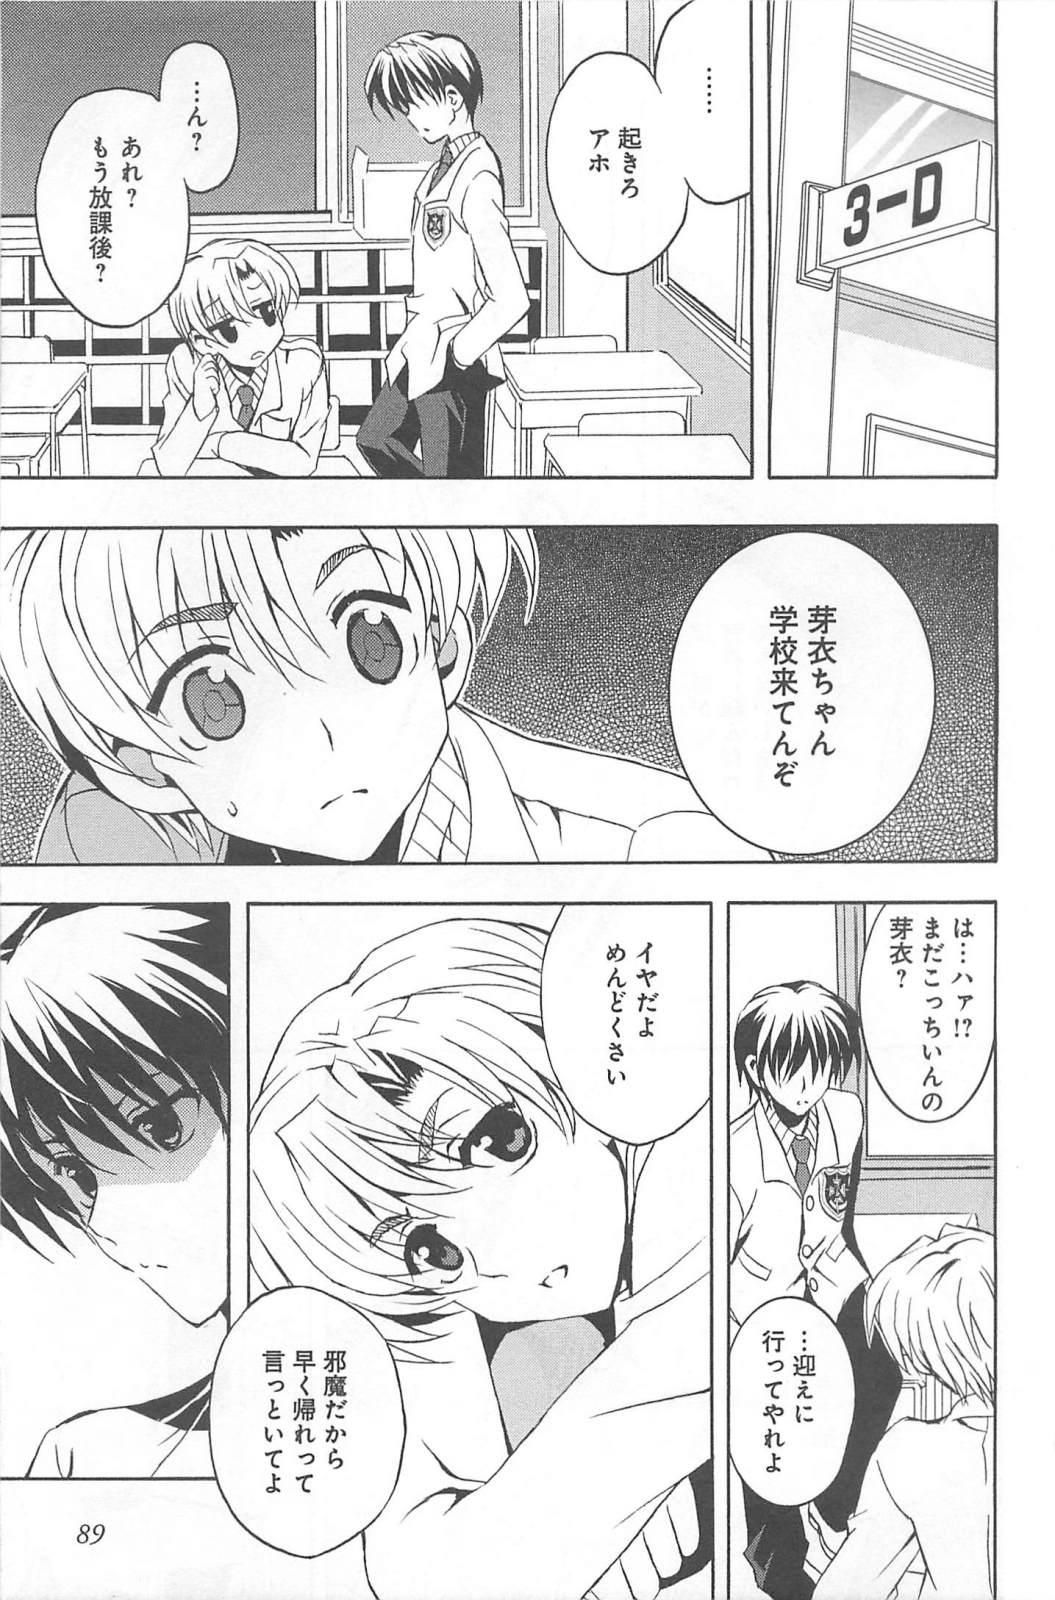 3-D
……
起きろ
アホ
…ん?
あれ?
もう放課後?
芽衣ちゃん
学校来てんぞ
は…ハァ!?
まだこっちいんの
芽衣?
…迎えに
行ってやれよ
イヤだよ
めんどくさい
邪魔だから
早く帰れって
言っといてよ
89